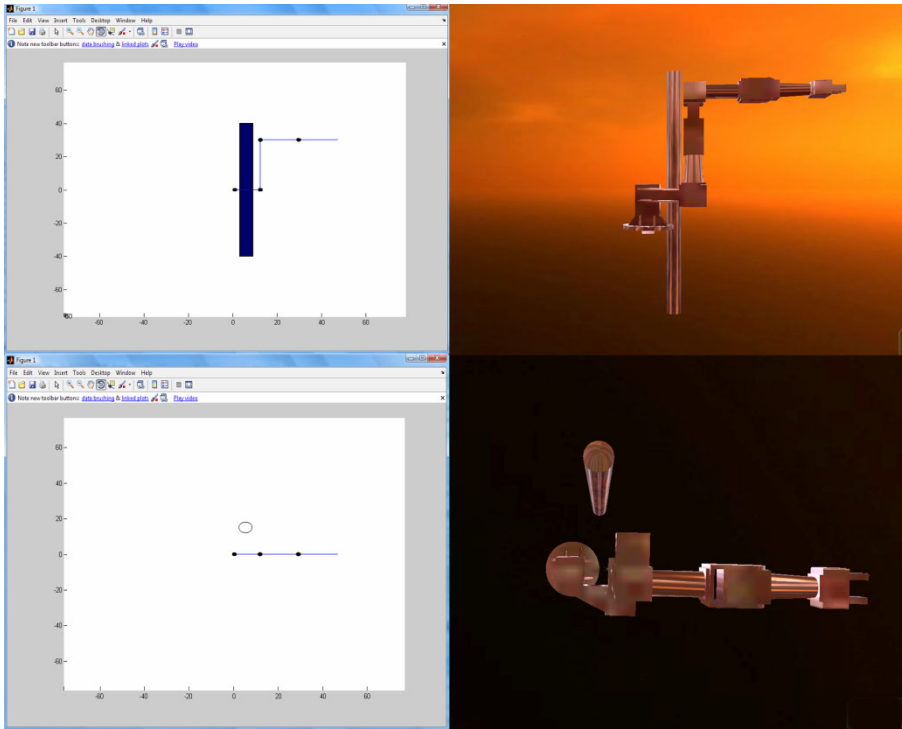 Figure 1
File Edit View Insert Tools Desktop Window Help
Note new toolbar buttons: data brushing & linked plots Play video
60
40
20
0
-20
-40
-60
-60 -40 -20 0 20 40 60
Figure 1
File Edit View Insert Tools Desktop Window Help
Note new toolbar buttons: data brushing & linked plots Play video
60
40
20
0
-20
-40
-60
-60 -40 -20 0 20 40 60